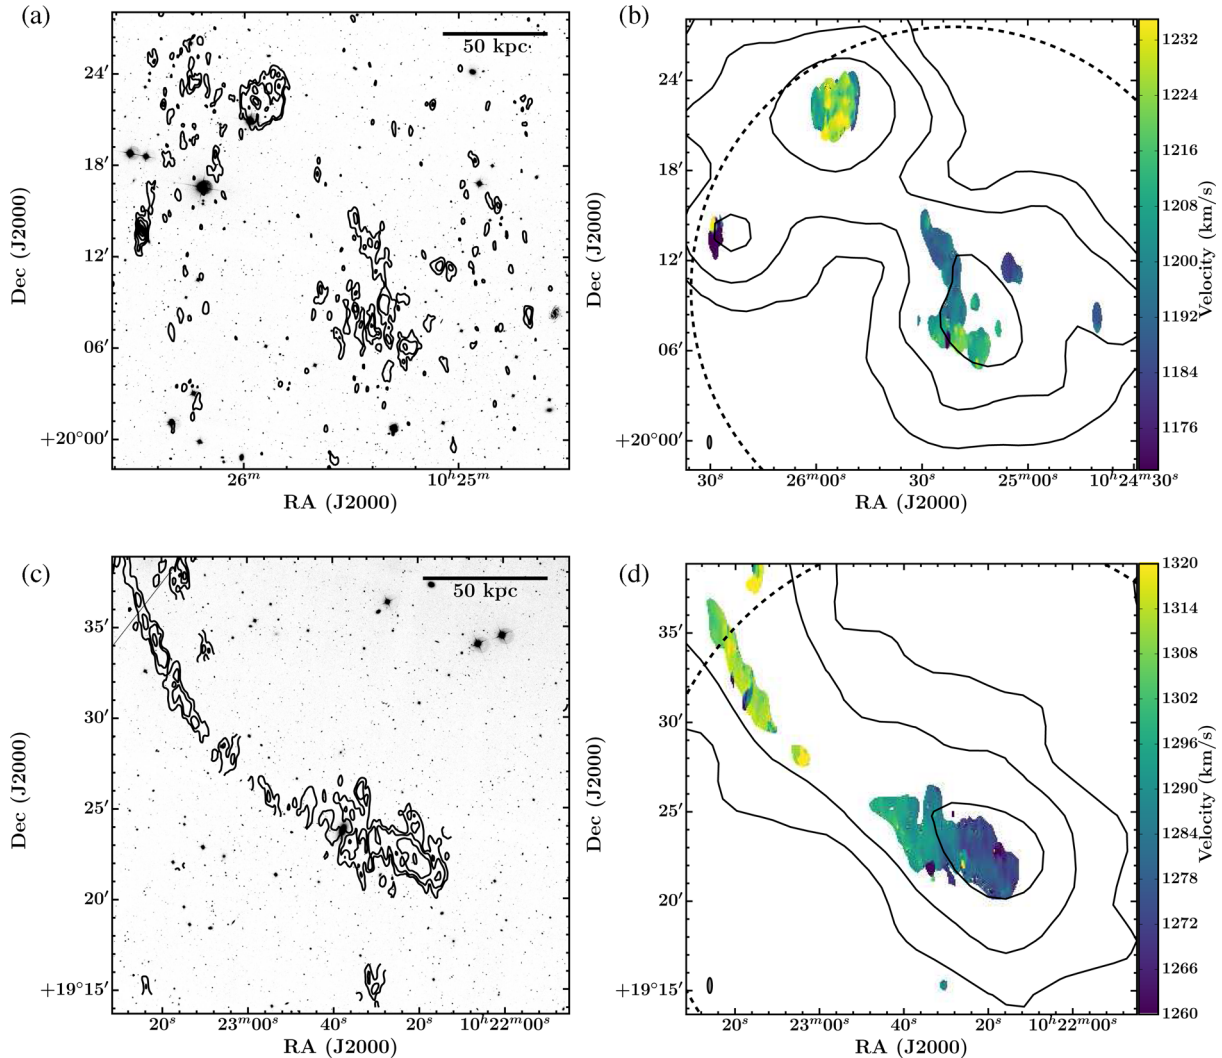 (a)
50 kpc
24′
18′
12′
06′
+20°00′
Dec (J2000)
26ᵐ
10ʰ25ᵐ
RA (J2000)
(b)
24′
18′
12′
06′
+20°00′
Dec (J2000)
30ˢ
26ᵐ00ˢ
30ˢ
25ᵐ00ˢ
10ʰ24ᵐ30ˢ
RA (J2000)
1232
1224
1216
1208
1200
1192
1184
1176
Velocity (km/s)
(c)
50 kpc
35′
30′
25′
20′
+19°15′
Dec (J2000)
20ˢ
23ᵐ00ˢ
40ˢ
20ˢ
10ʰ22ᵐ00ˢ
RA (J2000)
(d)
35′
30′
25′
20′
+19°15′
Dec (J2000)
20ˢ
23ᵐ00ˢ
40ˢ
20ˢ
10ʰ22ᵐ00ˢ
RA (J2000)
1320
1314
1308
1302
1296
1290
1284
1278
1272
1266
1260
Velocity (km/s)